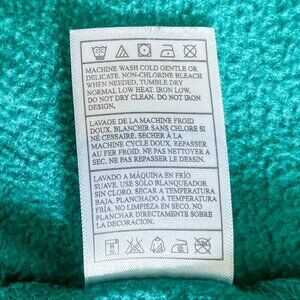 MACHINE WASH COLD GENTLE OR
DELICATE. NON-CHLORINE BLEACH
WHEN NEEDED, TUMBLE DRY
NORMAL LOW HEAT. IRON LOW.
DO NOT DRY CLEAN. DO NOT IRON
DESIGN.
LAVAGE DE LA MACHINE FROID
DOUX. BLANCHIR SANS CHLORE SI
NÉ CESSAIRE. SÉCHER À LA
MACHINE CYCLE DOUX. REPASSER
AU FER FROID. NE PAS NETTOYER A
SEC. NE PAS REPASSER LE DESSEN.
LAVADO A MÁQUINA EN FRÍO
SUAVE. USE SÓLO BLANQUEADOR
SIN CLORO. SECAR A TEMPERATURA
BAJA, PLANCHADO A TEMPERATURA
FRÍA. NO LIMPIEZA EN SECO. NO
PLANCHAR DIRECTAMENTE SOBRE
LA DECORACIÓN.